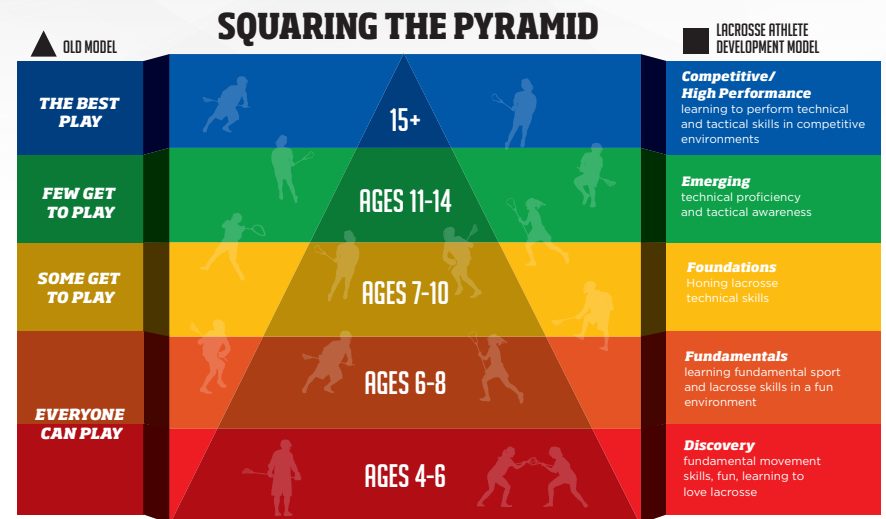 SQUARING THE PYRAMID
OLD MODEL
LACROSSE ATHLETE
DEVELOPMENT MODEL
THE BEST
PLAY
15+
Competitive/
High Performance
learning to perform technical
and tactical skills in competitive
environments
FEW GET
TO PLAY
AGES 11-14
Emerging
technical proficiency
and tactical awareness
SOME GET
TO PLAY
AGES 7-10
Foundations
Honing lacrosse
technical skills
EVERYONE
CAN PLAY
AGES 6-8
Fundamentals
learning fundamental sport
and lacrosse skills in a fun
environment
AGES 4-6
Discovery
fundamental movement
skills, fun, learning to
love lacrosse